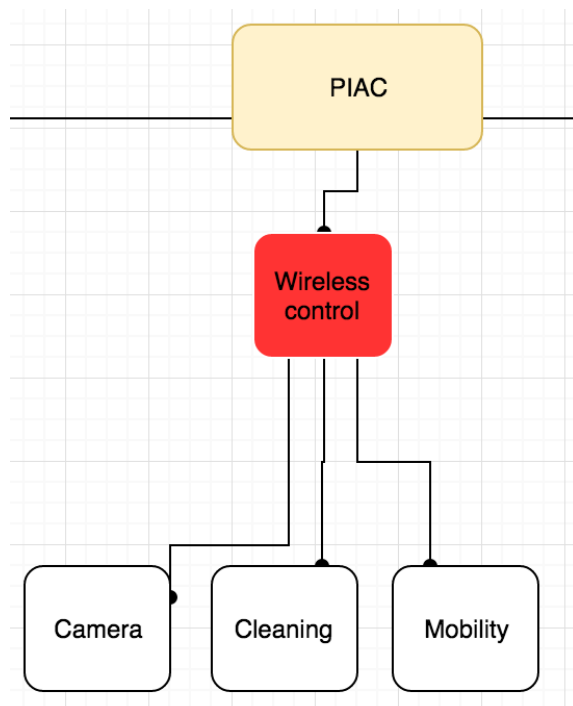 PIAC
Wireless
control
Camera
Cleaning
Mobility